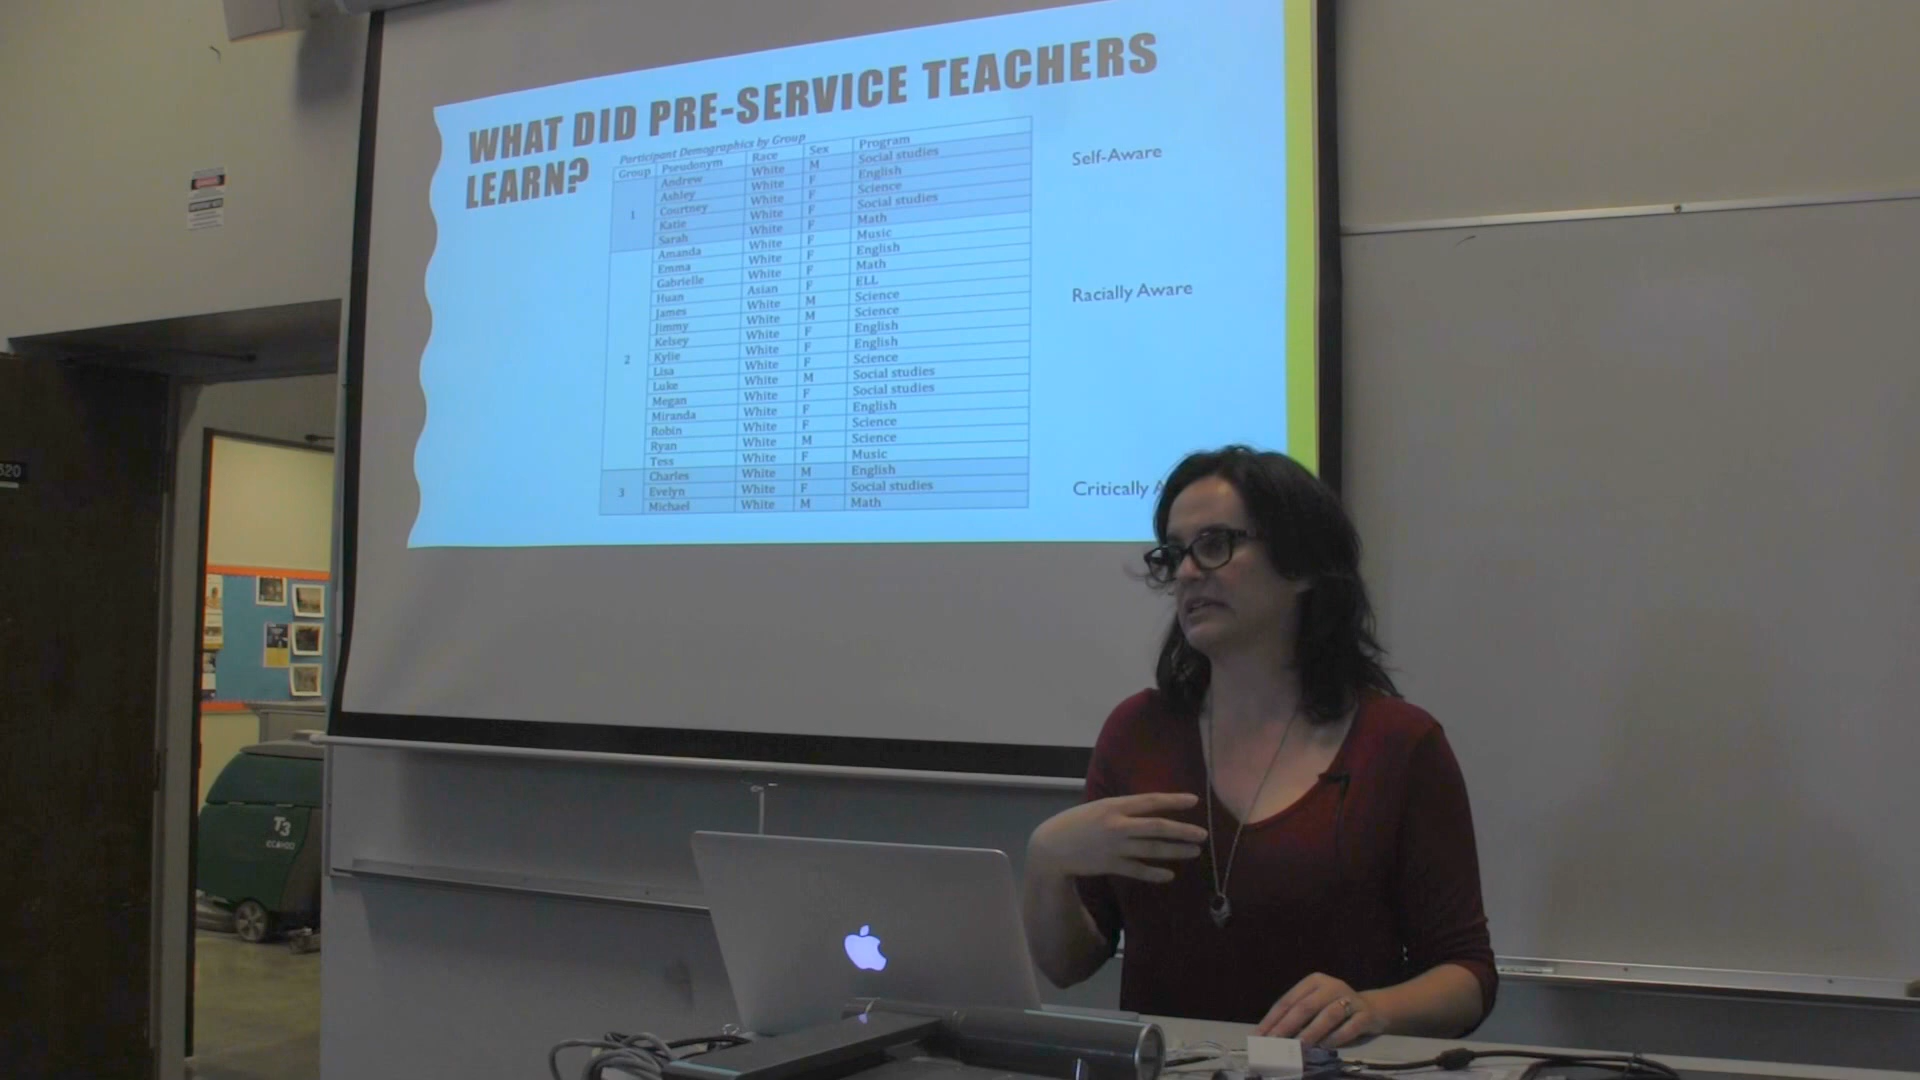 WHAT DID PRE-SERVICE TEACHERS
LEARN?
Participant Demographics by Group
Group Pseudonym Race Sex Program
Andrew White M Social studies
Ashley White F English
1 Courtney White F Science
Katie White F Social studies
Sarah White F Math
Amanda White F Music
Emma White F English
Gabrielle White F Math
Huan Asian F ELL
James White M Science
Jimmy White M Science
Kelsey White F English
2 Kylie White F English
Lisa White F Science
Luke White M Social studies
Megan White F Social studies
Miranda White F English
Robin White F Science
Ryan White M Science
Tess White F Music
Charles White M English
3 Evelyn White F Social studies
Michael White M Math
Self-Aware
Racially Aware
Critically A
320
T3